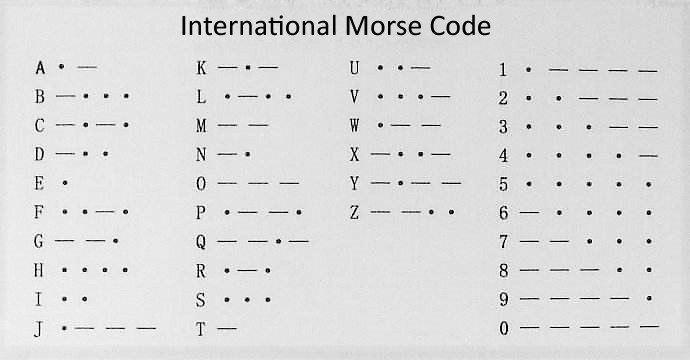 International Morse Code
A • — K — • — U • • — 1 • — — — —
B — • • • L • — • • V • • • — 2 • • — — —
C — • — • M — — W • — — 3 • • • — —
D — • • N — • X — • • — 4 • • • • —
E • O — — — Y — • — — 5 • • • • •
F • • — • P • — — • Z — — • • 6 — • • • •
G — — • Q — — • — 7 — — • • •
H • • • • R • — • 8 — — — • •
I • • S • • • 9 — — — — •
J • — — — T — 0 — — — — —